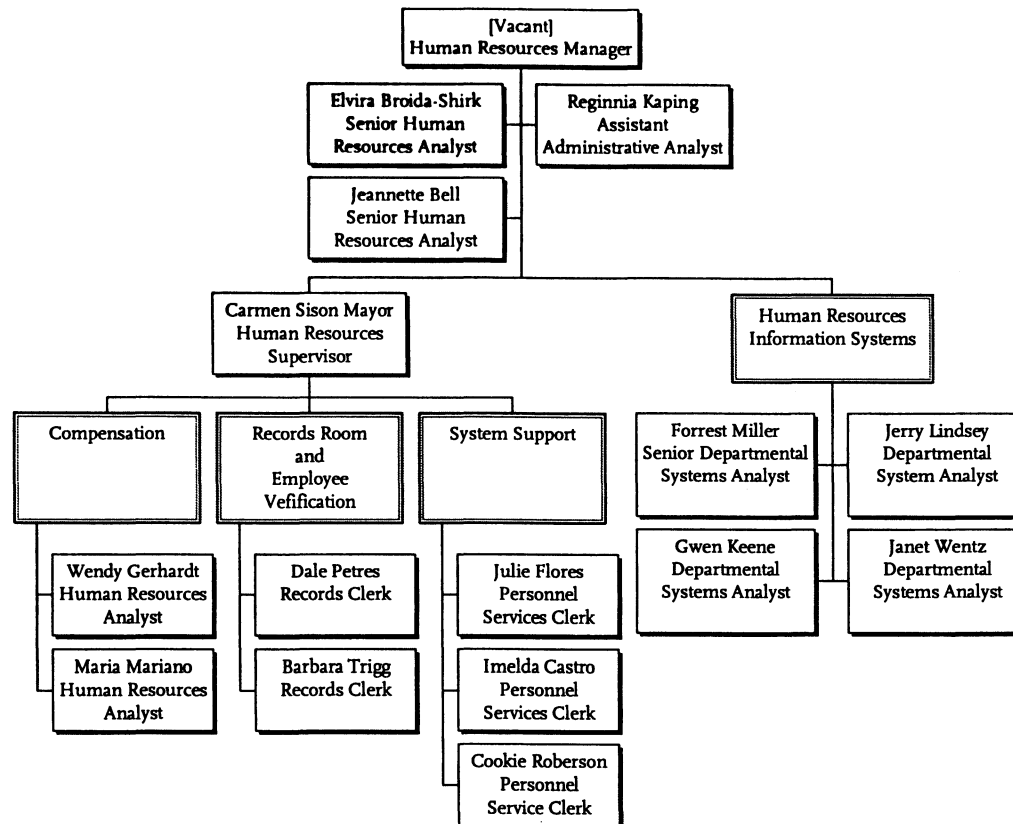 [Vacant]
Human Resources Manager
Elvira Broida-Shirk
Senior Human
Resources Analyst
Reginnia Kaping
Assistant
Administrative Analyst
Jeannette Bell
Senior Human
Resources Analyst
Carmen Sison Mayor
Human Resources
Supervisor
Human Resources
Information Systems
Compensation
Records Room
and
Employee
Vefification
System Support
Forrest Miller
Senior Departmental
Systems Analyst
Jerry Lindsey
Departmental
System Analyst
Gwen Keene
Departmental
Systems Analyst
Janet Wentz
Departmental
Systems Analyst
Wendy Gerhardt
Human Resources
Analyst
Dale Petres
Records Clerk
Julie Flores
Personnel
Services Clerk
Maria Mariano
Human Resources
Analyst
Barbara Trigg
Records Clerk
Imelda Castro
Personnel
Services Clerk
Cookie Roberson
Personnel
Service Clerk